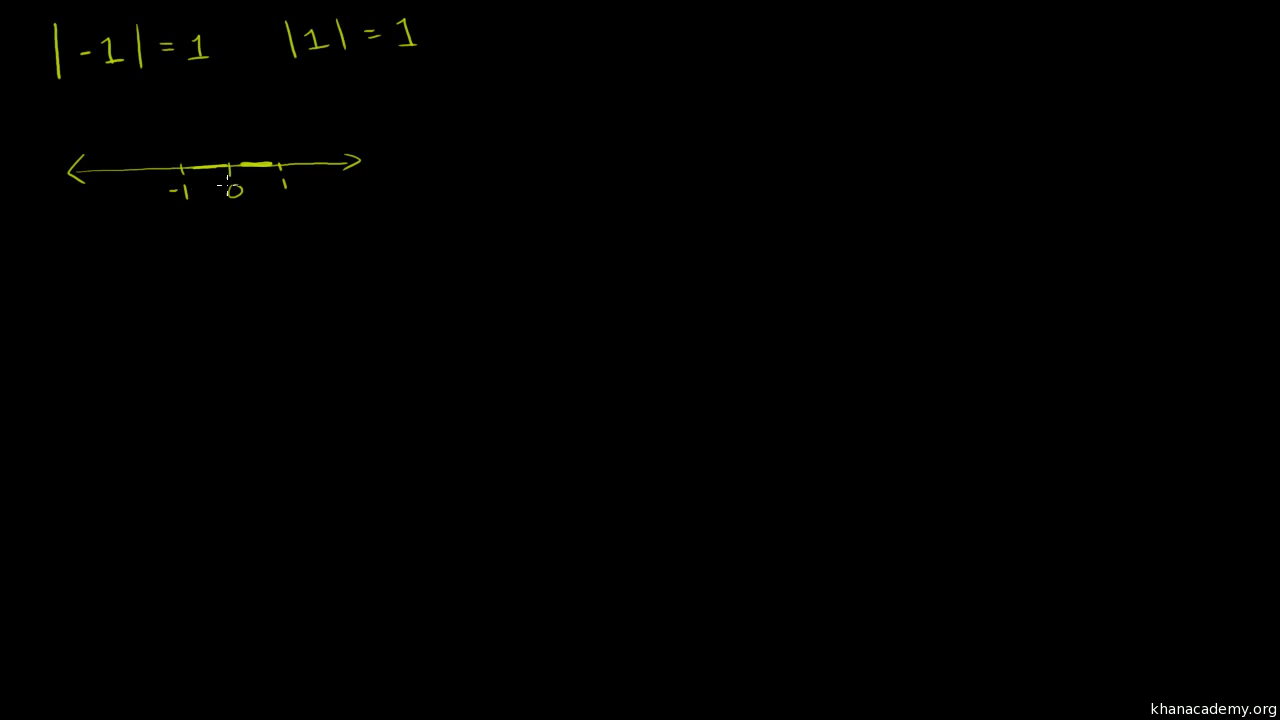 |-1| = 1 |1| = 1
-1 0 1
khanacademy.org